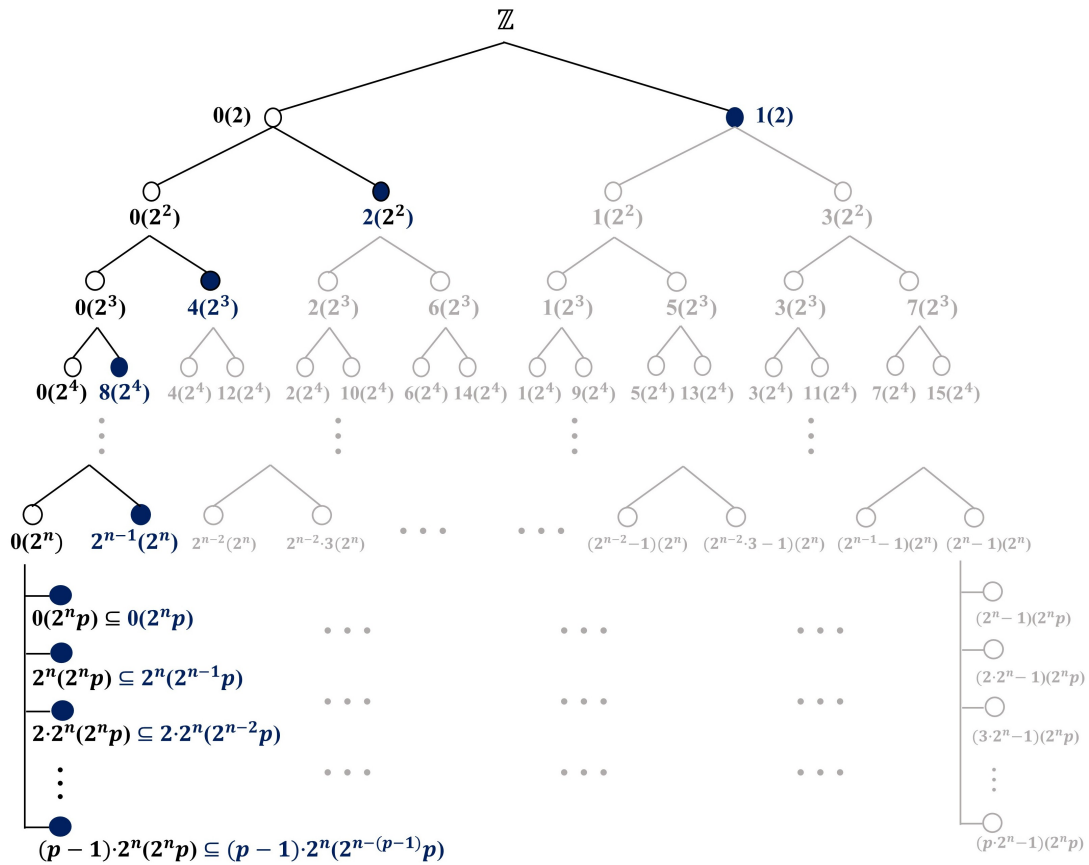 ℤ
0(2) 1(2)
0(2²) 2(2²) 1(2²) 3(2²)
0(2³) 4(2³) 2(2³) 6(2³) 1(2³) 5(2³) 3(2³) 7(2³)
0(2⁴) 8(2⁴) 4(2⁴) 12(2⁴) 2(2⁴) 10(2⁴) 6(2⁴) 14(2⁴) 1(2⁴) 9(2⁴) 5(2⁴) 13(2⁴) 3(2⁴) 11(2⁴) 7(2⁴) 15(2⁴)
0(2ⁿ) 2ⁿ⁻¹(2ⁿ) 2ⁿ⁻²(2ⁿ) 2ⁿ⁻²·3(2ⁿ) (2ⁿ⁻²−1)(2ⁿ) (2ⁿ⁻²·3−1)(2ⁿ) (2ⁿ⁻¹−1)(2ⁿ) (2ⁿ−1)(2ⁿ)
0(2ⁿp) ⊆ 0(2ⁿp) (2ⁿ−1)(2ⁿp)
2ⁿ(2ⁿp) ⊆ 2ⁿ(2ⁿ⁻¹p) (2·2ⁿ−1)(2ⁿp)
2·2ⁿ(2ⁿp) ⊆ 2·2ⁿ(2ⁿ⁻²p) (3·2ⁿ−1)(2ⁿp)
(p − 1)·2ⁿ(2ⁿp) ⊆ (p − 1)·2ⁿ(2ⁿ⁻⁽ᵖ⁻¹⁾p) (p·2ⁿ−1)(2ⁿp)